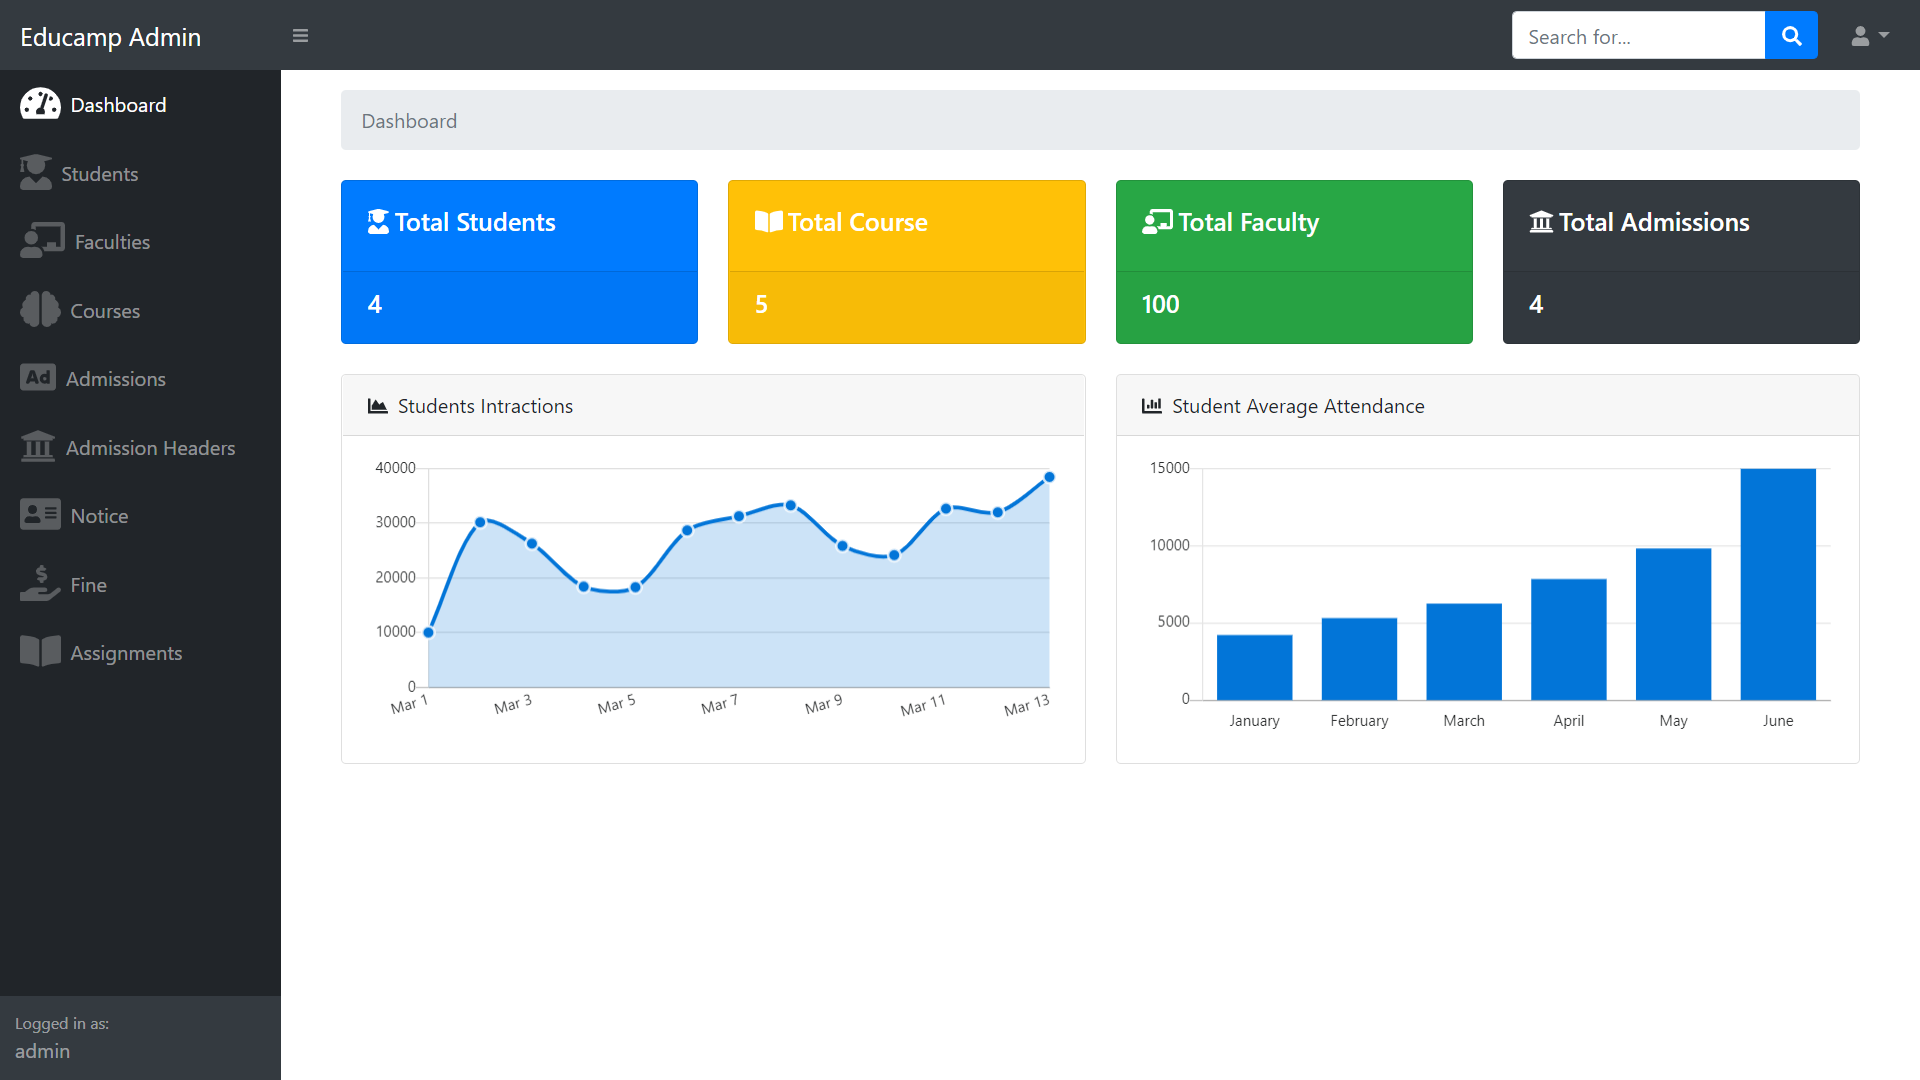 Educamp Admin
Search for...
Dashboard
Students
Faculties
Courses
Ad Admissions
Admission Headers
Notice
$
Fine
Assignments
Logged in as:
admin
Dashboard
Total Students
4
Total Course
5
Total Faculty
100
Total Admissions
4
Students Intractions
40000
30000
20000
10000
0
Mar 1 Mar 3 Mar 5 Mar 7 Mar 9 Mar 11 Mar 13
Student Average Attendance
15000
10000
5000
0
January February March April May June